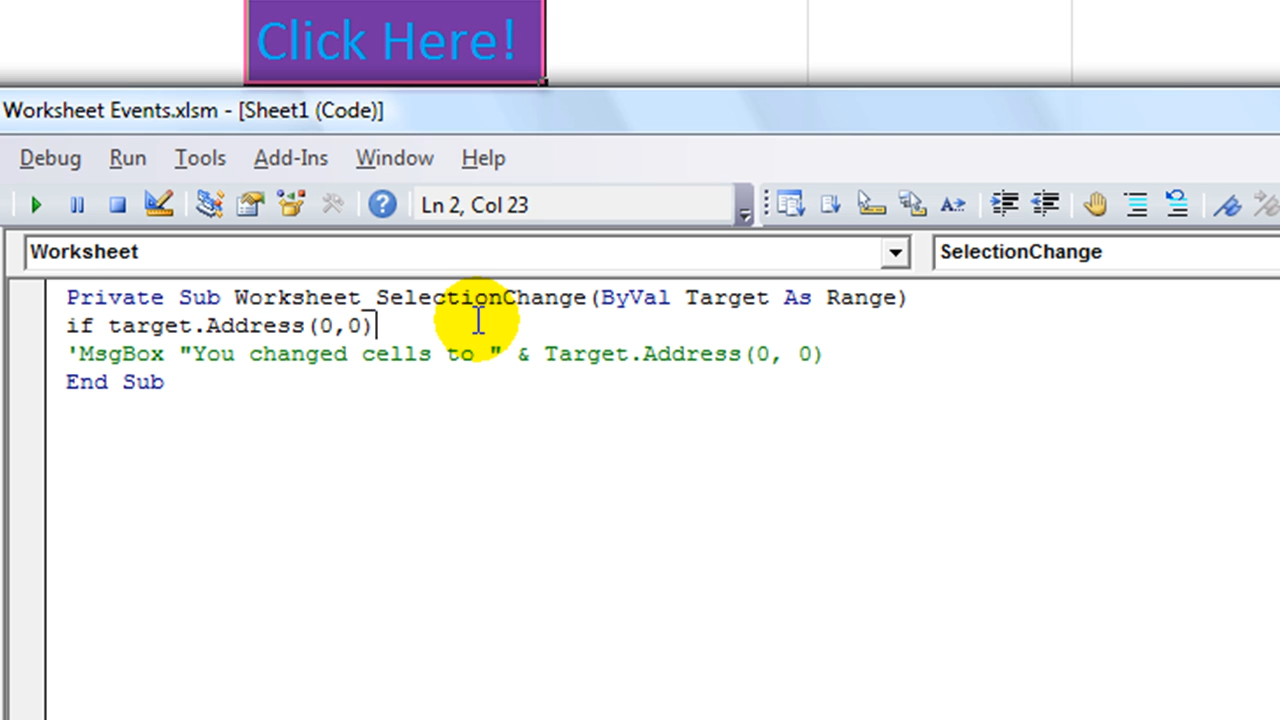 Click Here!
Worksheet Events.xlsm - [Sheet1 (Code)]
Debug Run Tools Add-Ins Window Help
Ln 2, Col 23
Worksheet SelectionChange
Private Sub Worksheet_SelectionChange(ByVal Target As Range)
if target.Address(0,0)
'MsgBox "You changed cells to " & Target.Address(0, 0)
End Sub